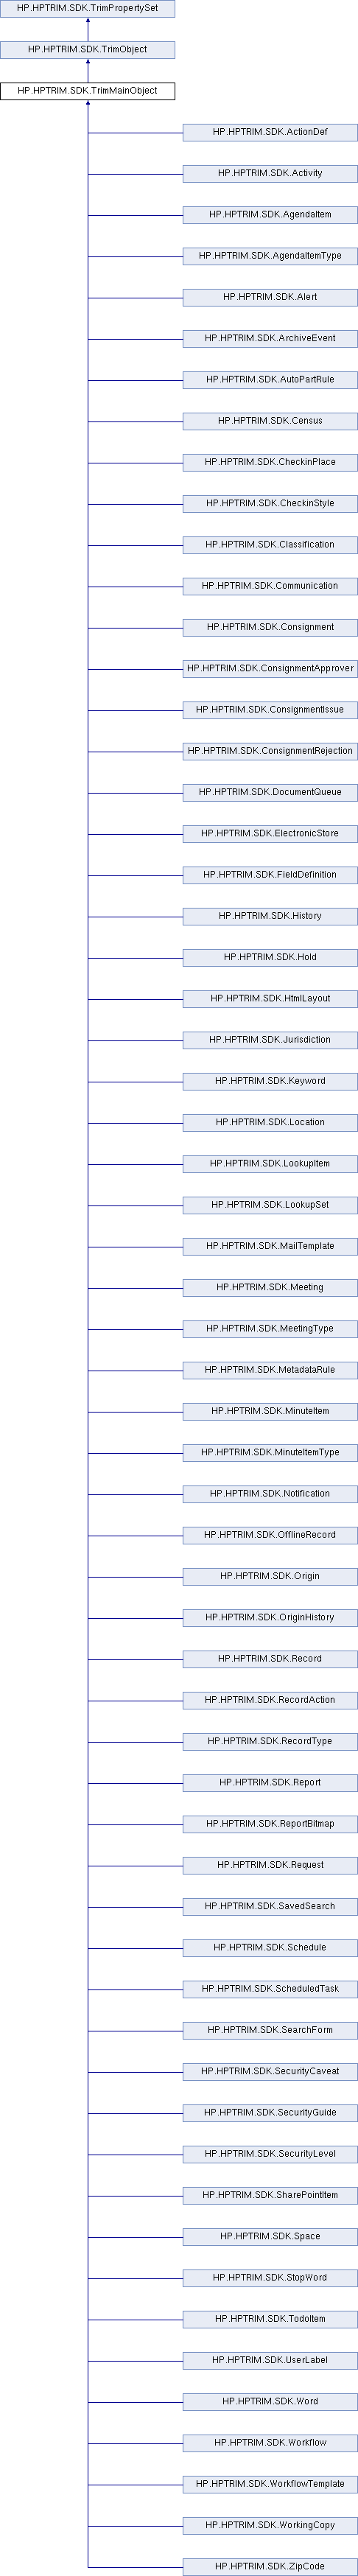 HP.HPTRIM.SDK.TrimPropertySet
HP.HPTRIM.SDK.TrimObject
HP.HPTRIM.SDK.TrimMainObject
HP.HPTRIM.SDK.ActionDef
HP.HPTRIM.SDK.Activity
HP.HPTRIM.SDK.AgendaItem
HP.HPTRIM.SDK.AgendaItemType
HP.HPTRIM.SDK.Alert
HP.HPTRIM.SDK.ArchiveEvent
HP.HPTRIM.SDK.AutoPartRule
HP.HPTRIM.SDK.Census
HP.HPTRIM.SDK.CheckinPlace
HP.HPTRIM.SDK.CheckinStyle
HP.HPTRIM.SDK.Classification
HP.HPTRIM.SDK.Communication
HP.HPTRIM.SDK.Consignment
HP.HPTRIM.SDK.ConsignmentApprover
HP.HPTRIM.SDK.ConsignmentIssue
HP.HPTRIM.SDK.ConsignmentRejection
HP.HPTRIM.SDK.DocumentQueue
HP.HPTRIM.SDK.ElectronicStore
HP.HPTRIM.SDK.FieldDefinition
HP.HPTRIM.SDK.History
HP.HPTRIM.SDK.Hold
HP.HPTRIM.SDK.HtmlLayout
HP.HPTRIM.SDK.Jurisdiction
HP.HPTRIM.SDK.Keyword
HP.HPTRIM.SDK.Location
HP.HPTRIM.SDK.LookupItem
HP.HPTRIM.SDK.LookupSet
HP.HPTRIM.SDK.MailTemplate
HP.HPTRIM.SDK.Meeting
HP.HPTRIM.SDK.MeetingType
HP.HPTRIM.SDK.MetadataRule
HP.HPTRIM.SDK.MinuteItem
HP.HPTRIM.SDK.MinuteItemType
HP.HPTRIM.SDK.Notification
HP.HPTRIM.SDK.OfflineRecord
HP.HPTRIM.SDK.Origin
HP.HPTRIM.SDK.OriginHistory
HP.HPTRIM.SDK.Record
HP.HPTRIM.SDK.RecordAction
HP.HPTRIM.SDK.RecordType
HP.HPTRIM.SDK.Report
HP.HPTRIM.SDK.ReportBitmap
HP.HPTRIM.SDK.Request
HP.HPTRIM.SDK.SavedSearch
HP.HPTRIM.SDK.Schedule
HP.HPTRIM.SDK.ScheduledTask
HP.HPTRIM.SDK.SearchForm
HP.HPTRIM.SDK.SecurityCaveat
HP.HPTRIM.SDK.SecurityGuide
HP.HPTRIM.SDK.SecurityLevel
HP.HPTRIM.SDK.SharePointItem
HP.HPTRIM.SDK.Space
HP.HPTRIM.SDK.StopWord
HP.HPTRIM.SDK.TodoItem
HP.HPTRIM.SDK.UserLabel
HP.HPTRIM.SDK.Word
HP.HPTRIM.SDK.Workflow
HP.HPTRIM.SDK.WorkflowTemplate
HP.HPTRIM.SDK.WorkingCopy
HP.HPTRIM.SDK.ZipCode